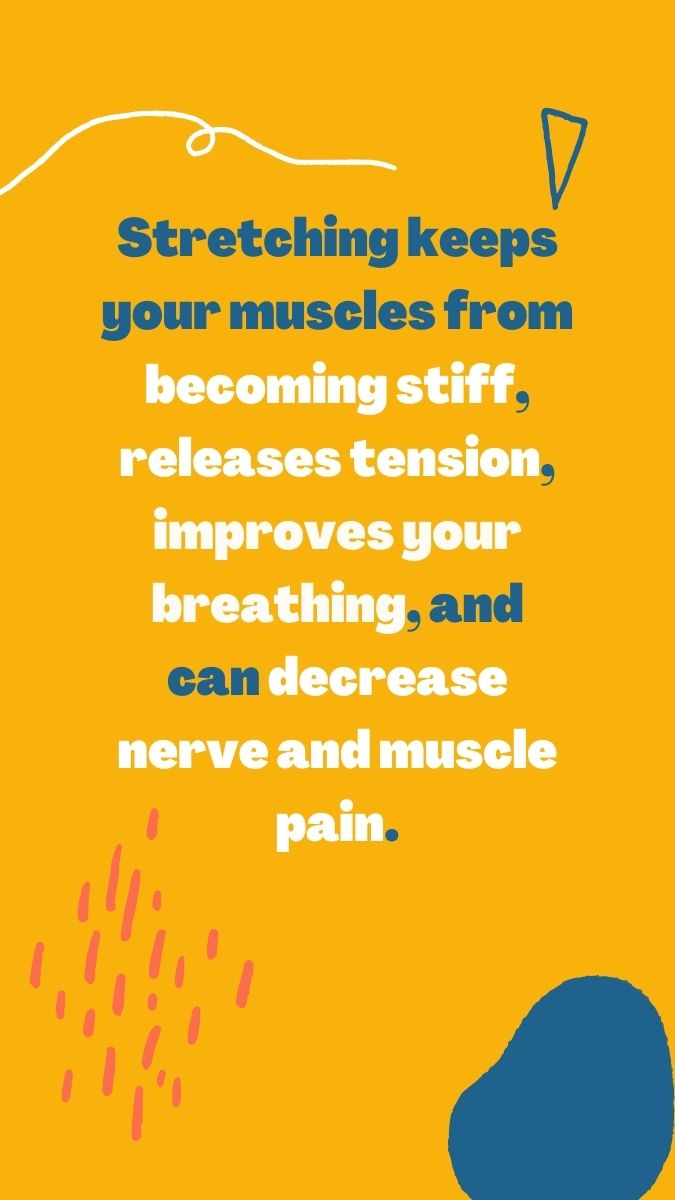 Stretching keeps
your muscles from
becoming stiff,
releases tension,
improves your
breathing, and
can decrease
nerve and muscle
pain.